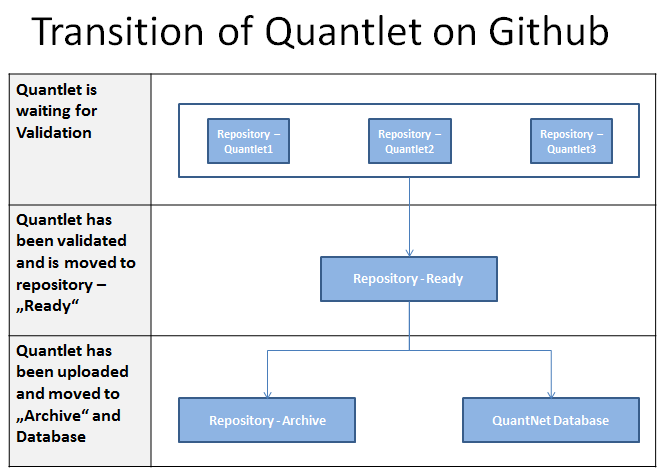 Transition of Quantlet on Github
Quantlet is
waiting for
Validation
Repository –
Quantlet1
Repository –
Quantlet2
Repository –
Quantlet3
Quantlet has
been validated
and is moved to
repository –
„Ready“
Repository - Ready
Quantlet has
been uploaded
and moved to
„Archive“ and
Database
Repository - Archive
QuantNet Database